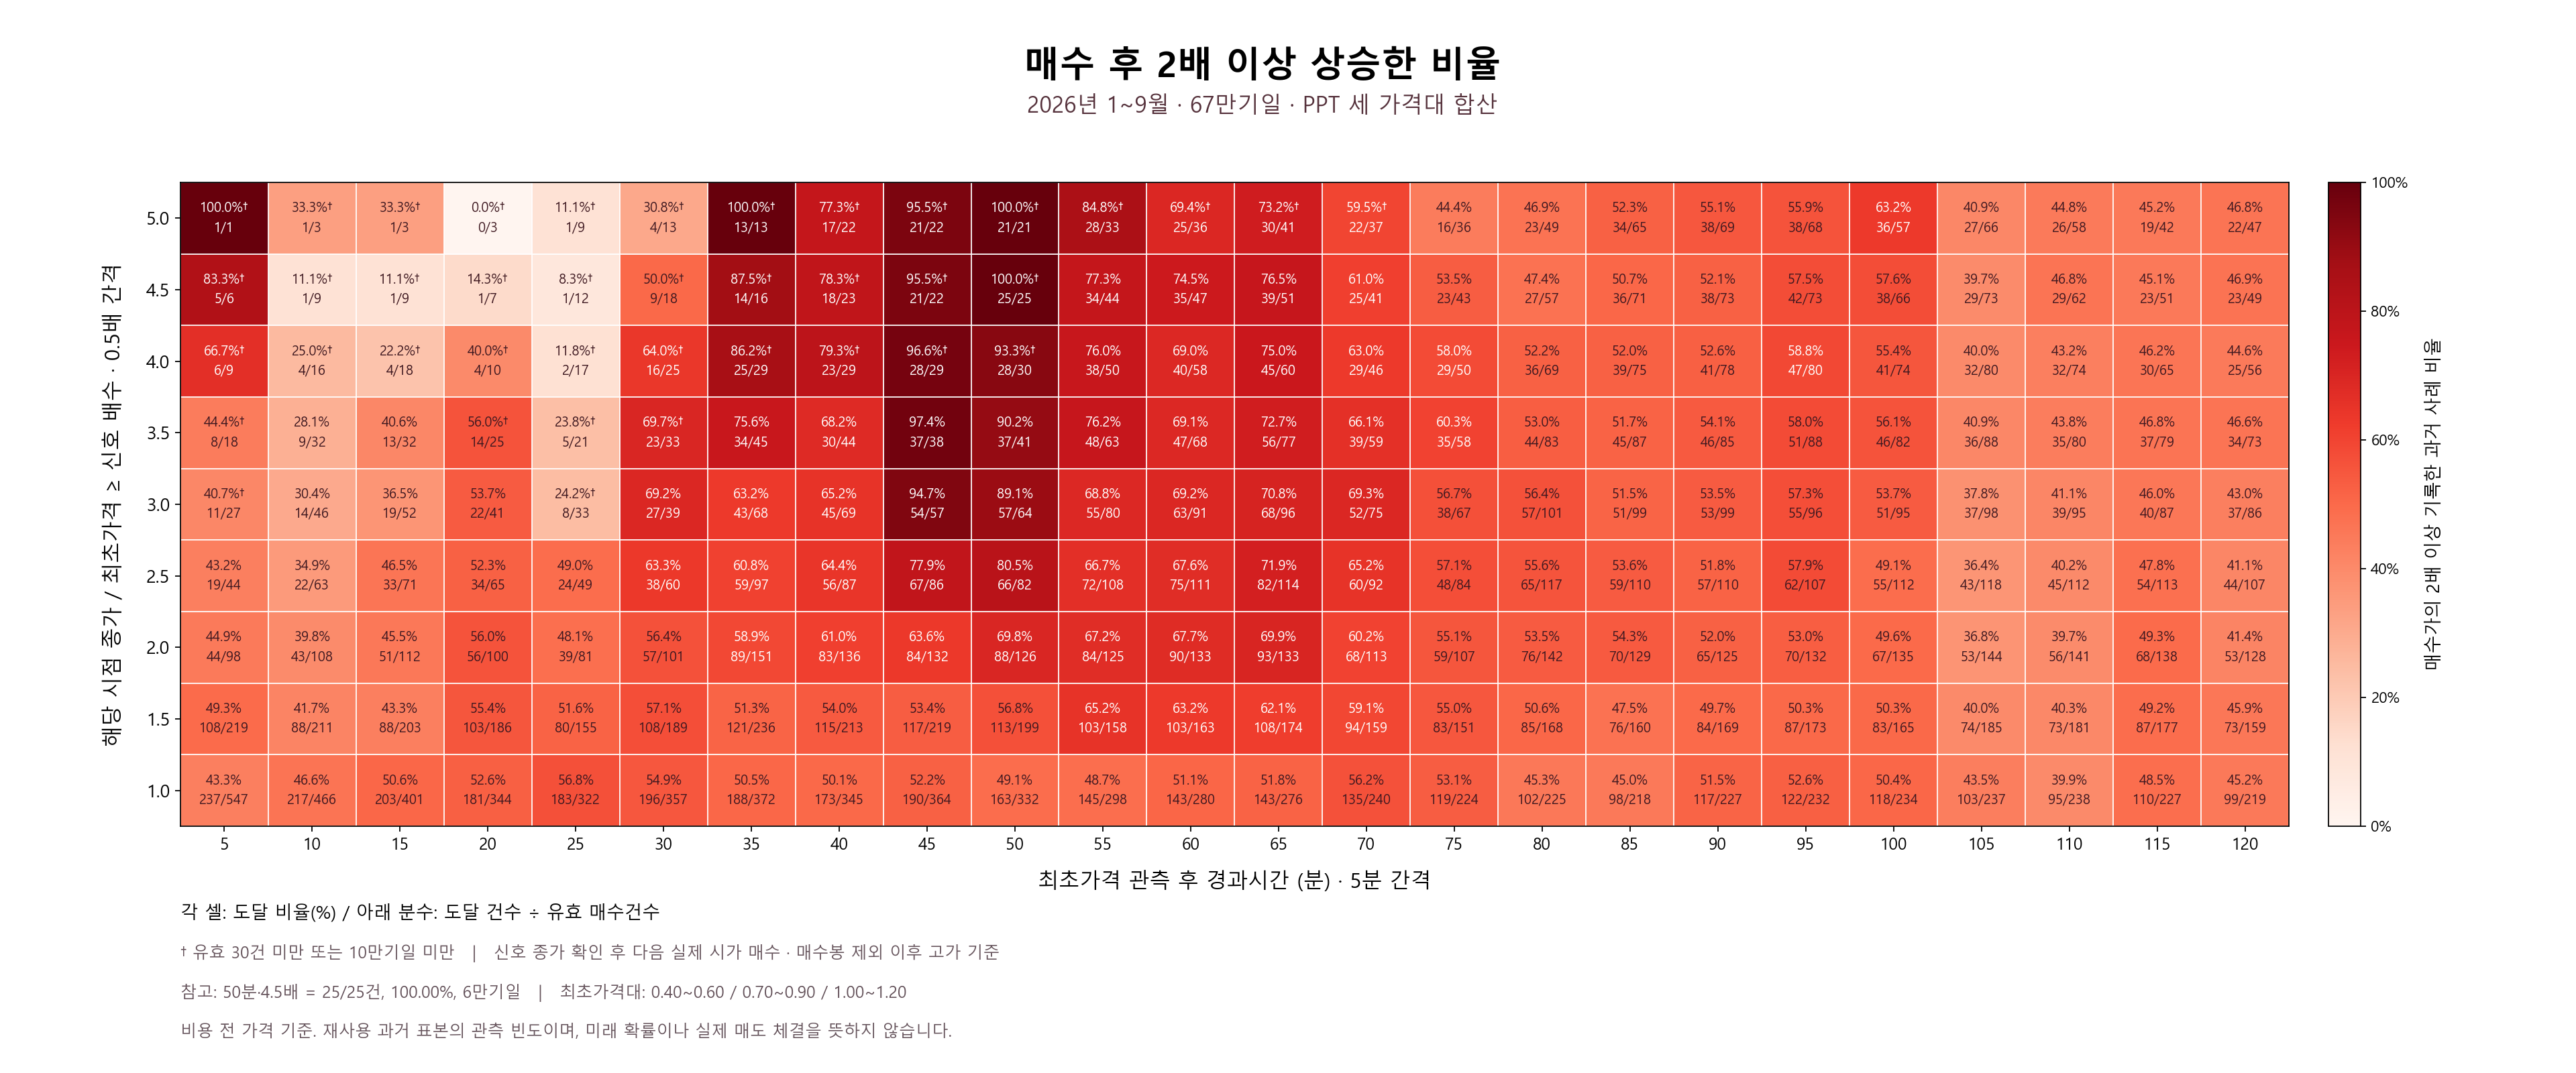 매수 후 2배 이상 상승한 비율
2026년 1~9월 · 67만기일 · PPT 세 가격대 합산
해당 시점 종가 / 최초가격 ≥ 신호 배수 · 0.5배 간격
5.0
100.0%† 33.3%† 33.3%† 0.0%† 11.1%† 30.8%† 100.0%† 77.3%† 95.5%† 100.0%† 84.8%† 69.4%† 73.2%† 59.5%† 44.4% 46.9% 52.3% 55.1% 55.9% 63.2% 40.9% 44.8% 45.2% 46.8%
1/1 1/3 1/3 0/3 1/9 4/13 13/13 17/22 21/22 21/21 28/33 25/36 30/41 22/37 16/36 23/49 34/65 38/69 38/68 36/57 27/66 26/58 19/42 22/47
4.5
83.3%† 11.1%† 11.1%† 14.3%† 8.3%† 50.0%† 87.5%† 78.3%† 95.5%† 100.0%† 77.3% 74.5% 76.5% 61.0% 53.5% 47.4% 50.7% 52.1% 57.5% 57.6% 39.7% 46.8% 45.1% 46.9%
5/6 1/9 1/9 1/7 1/12 9/18 14/16 18/23 21/22 25/25 34/44 35/47 39/51 25/41 23/43 27/57 36/71 38/73 42/73 38/66 29/73 29/62 23/51 23/49
4.0
66.7%† 25.0%† 22.2%† 40.0%† 11.8%† 64.0%† 86.2%† 79.3%† 96.6%† 93.3% 76.0% 69.0% 75.0% 63.0% 58.0% 52.2% 52.0% 52.6% 58.8% 55.4% 40.0% 43.2% 46.2% 44.6%
6/9 4/16 4/18 4/10 2/17 16/25 25/29 23/29 28/29 28/30 38/50 40/58 45/60 29/46 29/50 36/69 39/75 41/78 47/80 41/74 32/80 32/74 30/65 25/56
3.5
44.4%† 28.1% 40.6% 56.0%† 23.8%† 69.7%† 75.6% 68.2% 97.4% 90.2% 76.2% 69.1% 72.7% 66.1% 60.3% 53.0% 51.7% 54.1% 58.0% 56.1% 40.9% 43.8% 46.8% 46.6%
8/18 9/32 13/32 14/25 5/21 23/33 34/45 30/44 37/38 37/41 48/63 47/68 56/77 39/59 35/58 44/83 45/87 46/85 51/88 46/82 36/88 35/80 37/79 34/73
3.0
40.7%† 30.4% 36.5% 53.7% 24.2%† 69.2% 63.2% 65.2% 94.7% 89.1% 68.8% 69.2% 70.8% 69.3% 56.7% 56.4% 51.5% 53.5% 57.3% 53.7% 37.8% 41.1% 46.0% 43.0%
11/27 14/46 19/52 22/41 8/33 27/39 43/68 45/69 54/57 57/64 55/80 63/91 68/96 52/75 38/67 57/101 51/99 53/99 55/96 51/95 37/98 39/95 40/87 37/86
2.5
43.2% 34.9% 46.5% 52.3% 49.0% 63.3% 60.8% 64.4% 77.9% 80.5% 66.7% 67.6% 71.9% 65.2% 57.1% 55.6% 53.6% 51.8% 57.9% 49.1% 36.4% 40.2% 47.8% 41.1%
19/44 22/63 33/71 34/65 24/49 38/60 59/97 56/87 67/86 66/82 72/108 75/111 82/114 60/92 48/84 65/117 59/110 57/110 62/107 55/112 43/118 45/112 54/113 44/107
2.0
44.9% 39.8% 45.5% 56.0% 48.1% 56.4% 58.9% 61.0% 63.6% 69.8% 67.2% 67.7% 69.9% 60.2% 55.1% 53.5% 54.3% 52.0% 53.0% 49.6% 36.8% 39.7% 49.3% 41.4%
44/98 43/108 51/112 56/100 39/81 57/101 89/151 83/136 84/132 88/126 84/125 90/133 93/133 68/113 59/107 76/142 70/129 65/125 70/132 67/135 53/144 56/141 68/138 53/128
1.5
49.3% 41.7% 43.3% 55.4% 51.6% 57.1% 51.3% 54.0% 53.4% 56.8% 65.2% 63.2% 62.1% 59.1% 55.0% 50.6% 47.5% 49.7% 50.3% 50.3% 40.0% 40.3% 49.2% 45.9%
108/219 88/211 88/203 103/186 80/155 108/189 121/236 115/213 117/219 113/199 103/158 103/163 108/174 94/159 83/151 85/168 76/160 84/169 87/173 83/165 74/185 73/181 87/177 73/159
1.0
43.3% 46.6% 50.6% 52.6% 56.8% 54.9% 50.5% 50.1% 52.2% 49.1% 48.7% 51.1% 51.8% 56.2% 53.1% 45.3% 45.0% 51.5% 52.6% 50.4% 43.5% 39.9% 48.5% 45.2%
237/547 217/466 203/401 181/344 183/322 196/357 188/372 173/345 190/364 163/332 145/298 143/280 143/276 135/240 119/224 102/225 98/218 117/227 122/232 118/234 103/237 95/238 110/227 99/219
5 10 15 20 25 30 35 40 45 50 55 60 65 70 75 80 85 90 95 100 105 110 115 120
최초가격 관측 후 경과시간 (분) · 5분 간격
100%
80%
60%
40%
20%
0%
매수가의 2배 이상 기록한 과거 사례 비율
각 셀: 도달 비율(%) / 아래 분수: 도달 건수 ÷ 유효 매수건수
† 유효 30건 미만 또는 10만기일 미만 | 신호 종가 확인 후 다음 실제 시가 매수 · 매수봉 제외 이후 고가 기준
참고: 50분·4.5배 = 25/25건, 100.00%, 6만기일 | 최초가격대: 0.40~0.60 / 0.70~0.90 / 1.00~1.20
비용 전 가격 기준. 재사용 과거 표본의 관측 빈도이며, 미래 확률이나 실제 매도 체결을 뜻하지 않습니다.